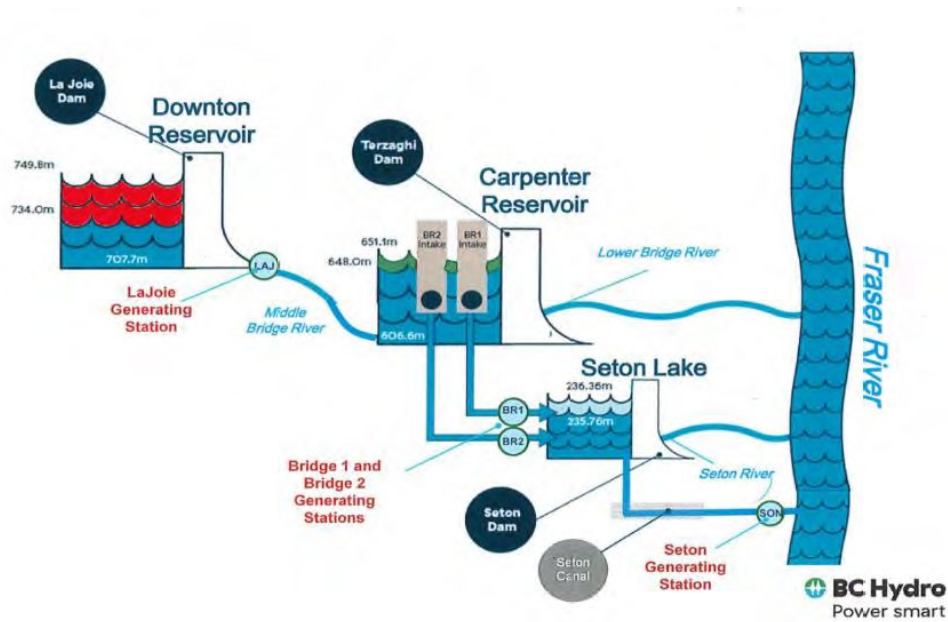 La Joie
Dam
Downton
Reservoir
749.8m
734.0m
707.7m
LAJ
LaJoie
Generating
Station
Middle
Bridge River
Terzaghi
Dam
Carpenter
Reservoir
651.1m
648.0m
BR2
Intake
BR1
Intake
606.6m
Lower Bridge River
Fraser River
Seton Lake
236.36m
235.76m
BR1
BR2
Bridge 1 and
Bridge 2
Generating
Stations
Seton River
Seton
Dam
Seton
Canal
SON
Seton
Generating
Station
BC Hydro
Power smart